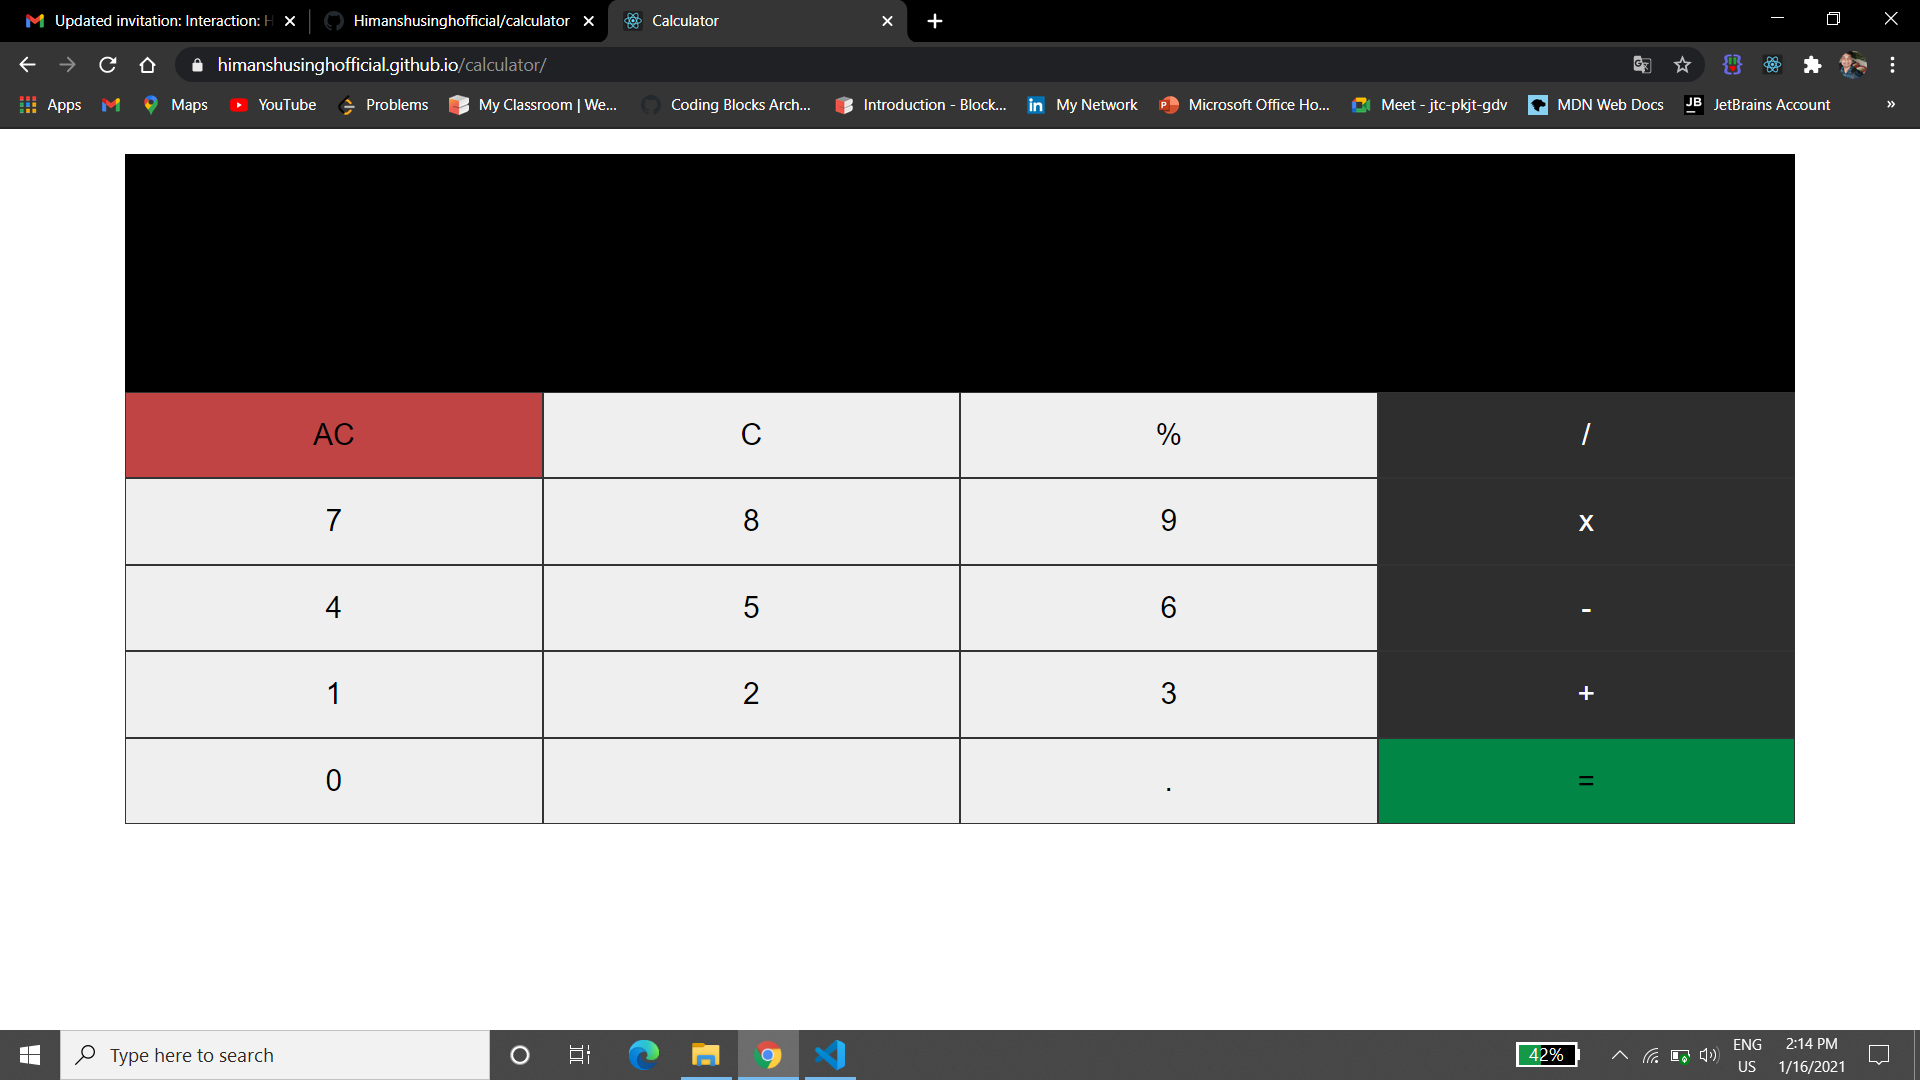 Updated invitation: Interaction: H
Himanshusinghofficial/calculator
Calculator
himanshusinghofficial.github.io/calculator/
Apps
Maps
YouTube
Problems
My Classroom | We...
Coding Blocks Arch...
Introduction - Block...
My Network
Microsoft Office Ho...
Meet - jtc-pkjt-gdv
MDN Web Docs
JB
JetBrains Account
»
AC C % /
7 8 9 x
4 5 6 -
1 2 3 +
0 . =
Type here to search
42%
ENG
US
2:14 PM
1/16/2021